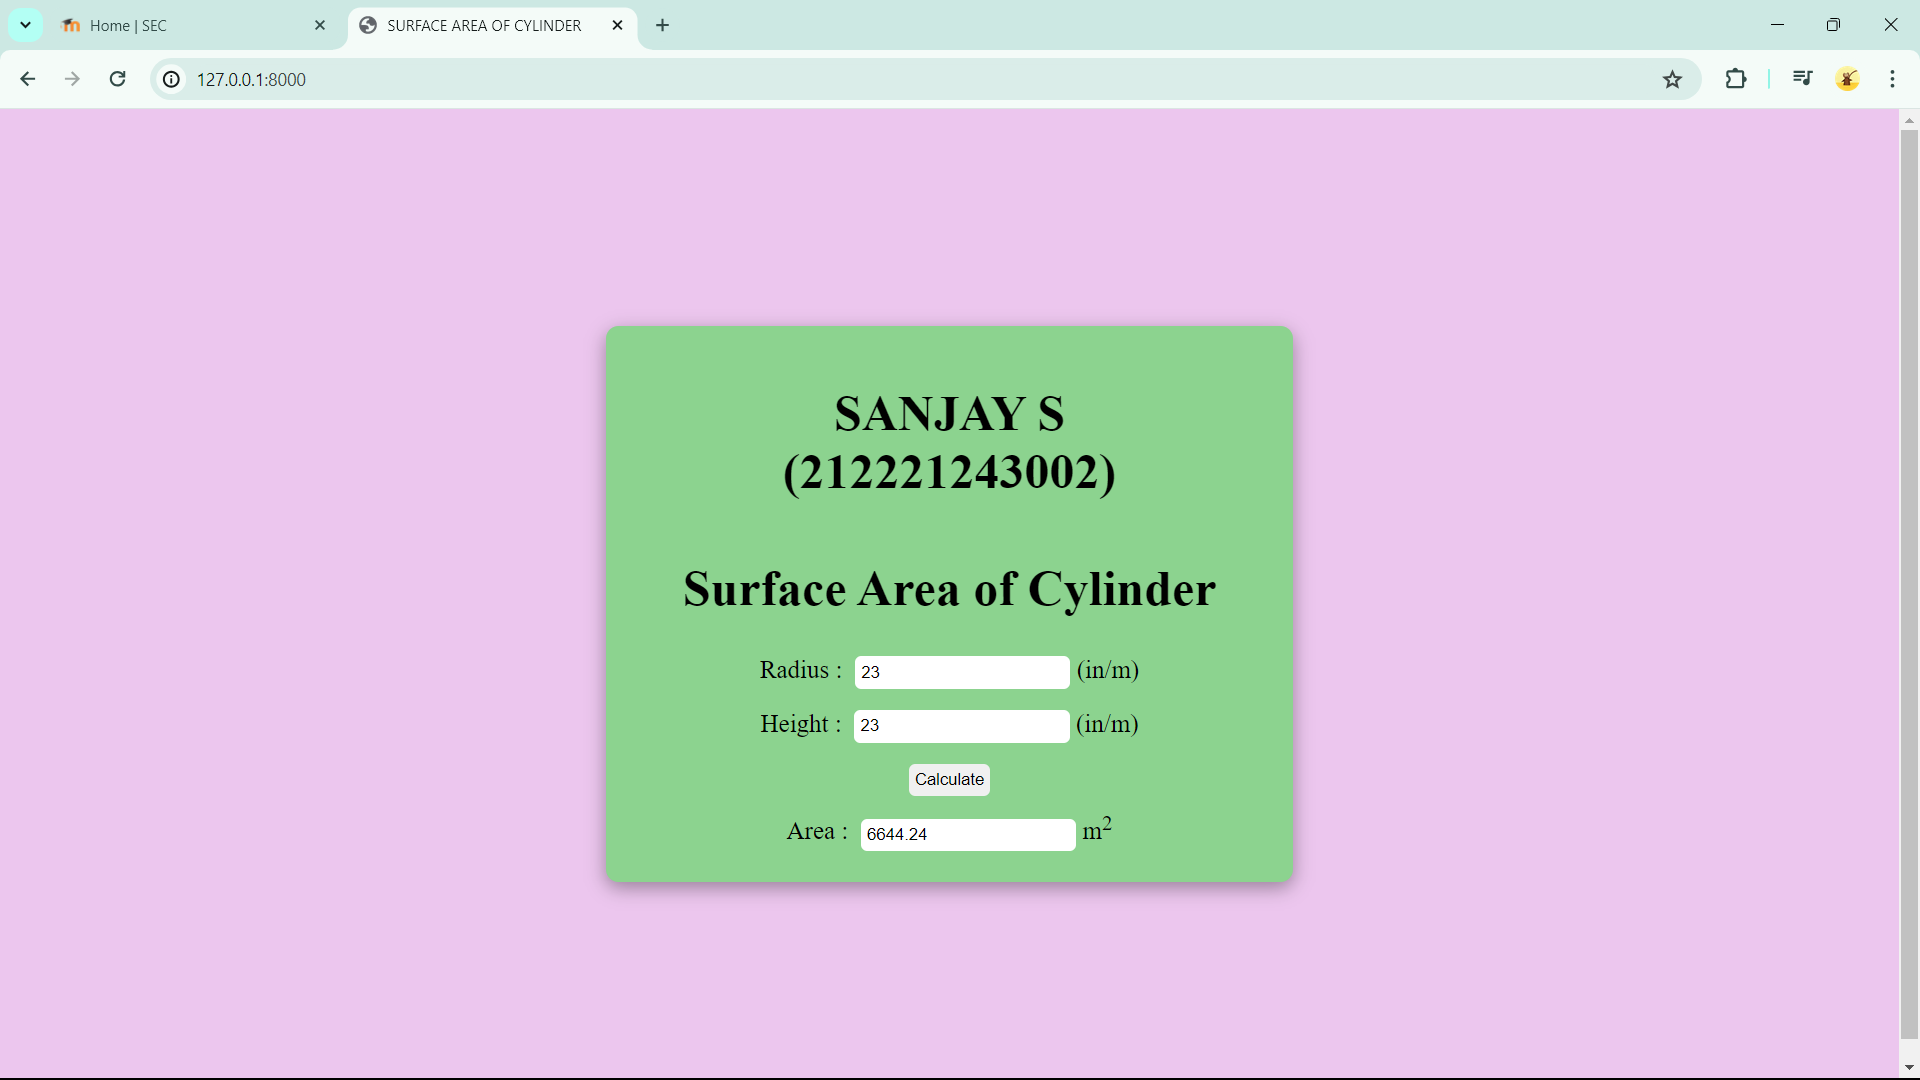 Home | SEC
SURFACE AREA OF CYLINDER
127.0.0.1:8000
SANJAY S
(212221243002)
Surface Area of Cylinder
Radius : 23 (in/m)
Height : 23 (in/m)
Calculate
Area : 6644.24 m²